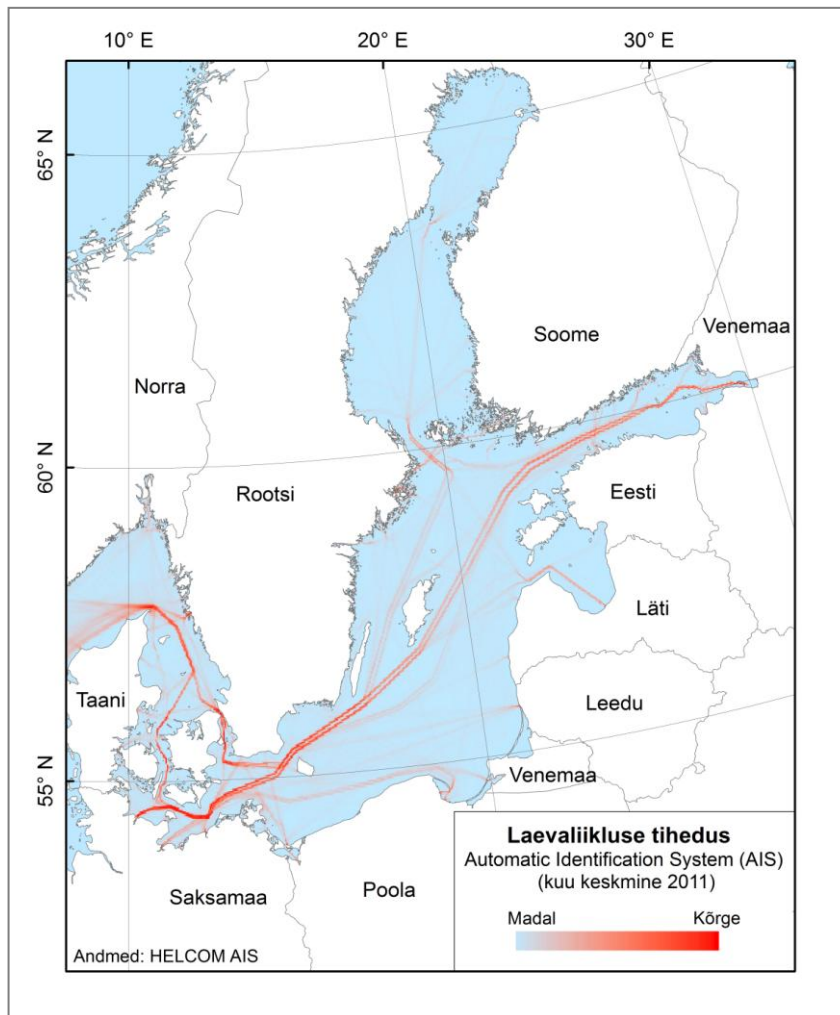 10° E
20° E
30° E
65° N
60° N
55° N
Soome
Venemaa
Norra
Rootsi
Eesti
Läti
Taani
Leedu
Venemaa
Saksamaa
Poola
Laevaliikluse tihedus
Automatic Identification System (AIS)
(kuu keskmine 2011)
Madal
Kõrge
Andmed: HELCOM AIS